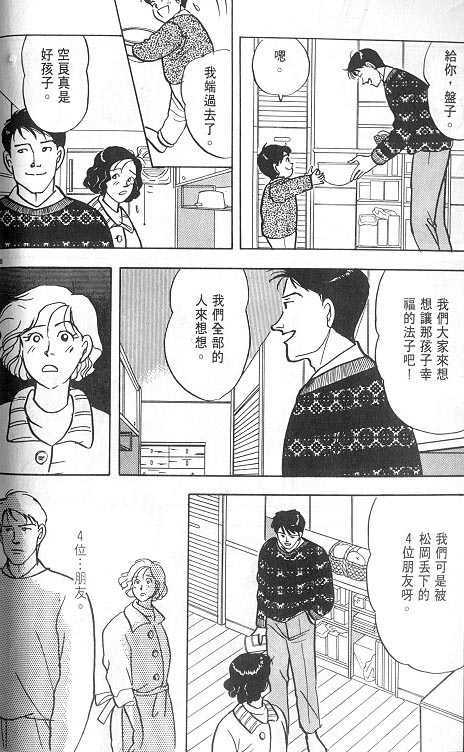 給你，盤子。
嗯。
我端過去了。
空良真是
好孩子。
我們大家來想
想讓那孩子幸
福的法子吧！
我們全部的
人來想想。
我們可是被
松岡丟下的
4位朋友呀。
4位…朋友。